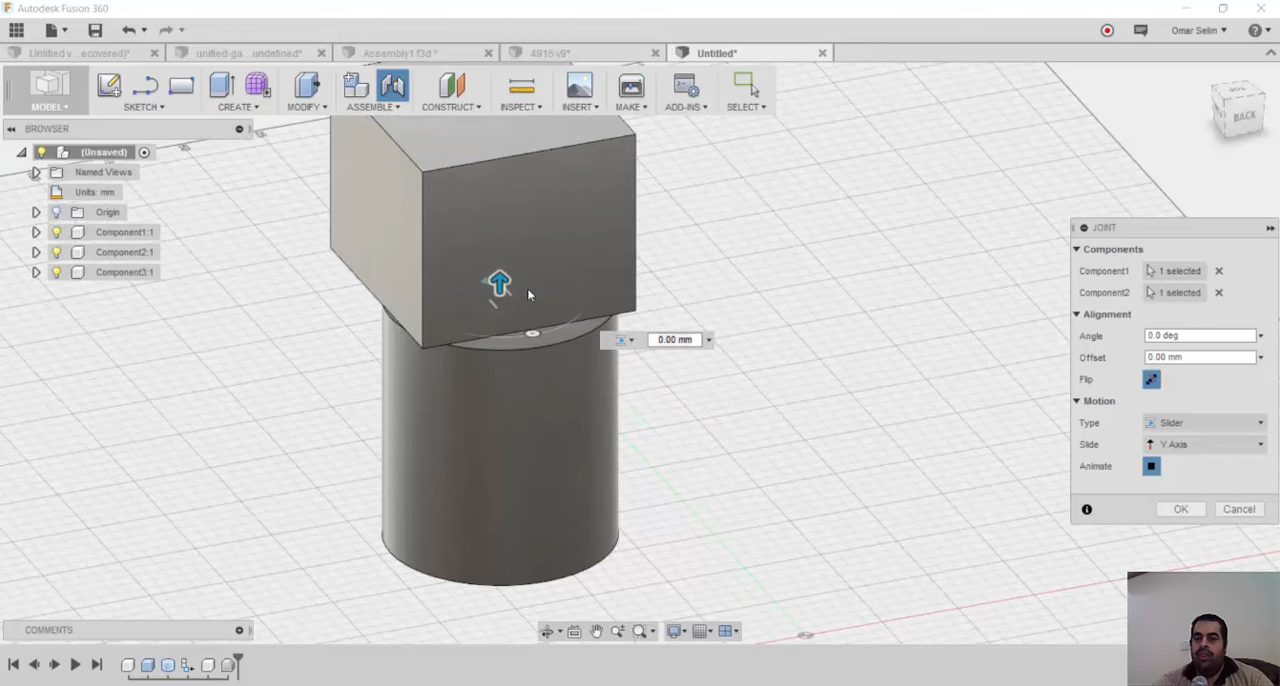 Autodesk Fusion 360
Omar Selim
Untitled v...ecovered)*
unified-ga...undefined*
Assembly1.f3d*
4915 v9*
Untitled*
MODEL
SKETCH
CREATE
MODIFY
ASSEMBLE
CONSTRUCT
INSPECT
INSERT
MAKE
ADD-INS
SELECT
BACK
BROWSER
(Unsaved)
Named Views
Units: mm
Origin
Component1:1
Component2:1
Component3:1
0.00 mm
JOINT
Components
Component1 1 selected
Component2 1 selected
Alignment
Angle 0.0 deg
Offset 0.00 mm
Flip
Motion
Type Slider
Slide Y Axis
Animate
OK Cancel
COMMENTS